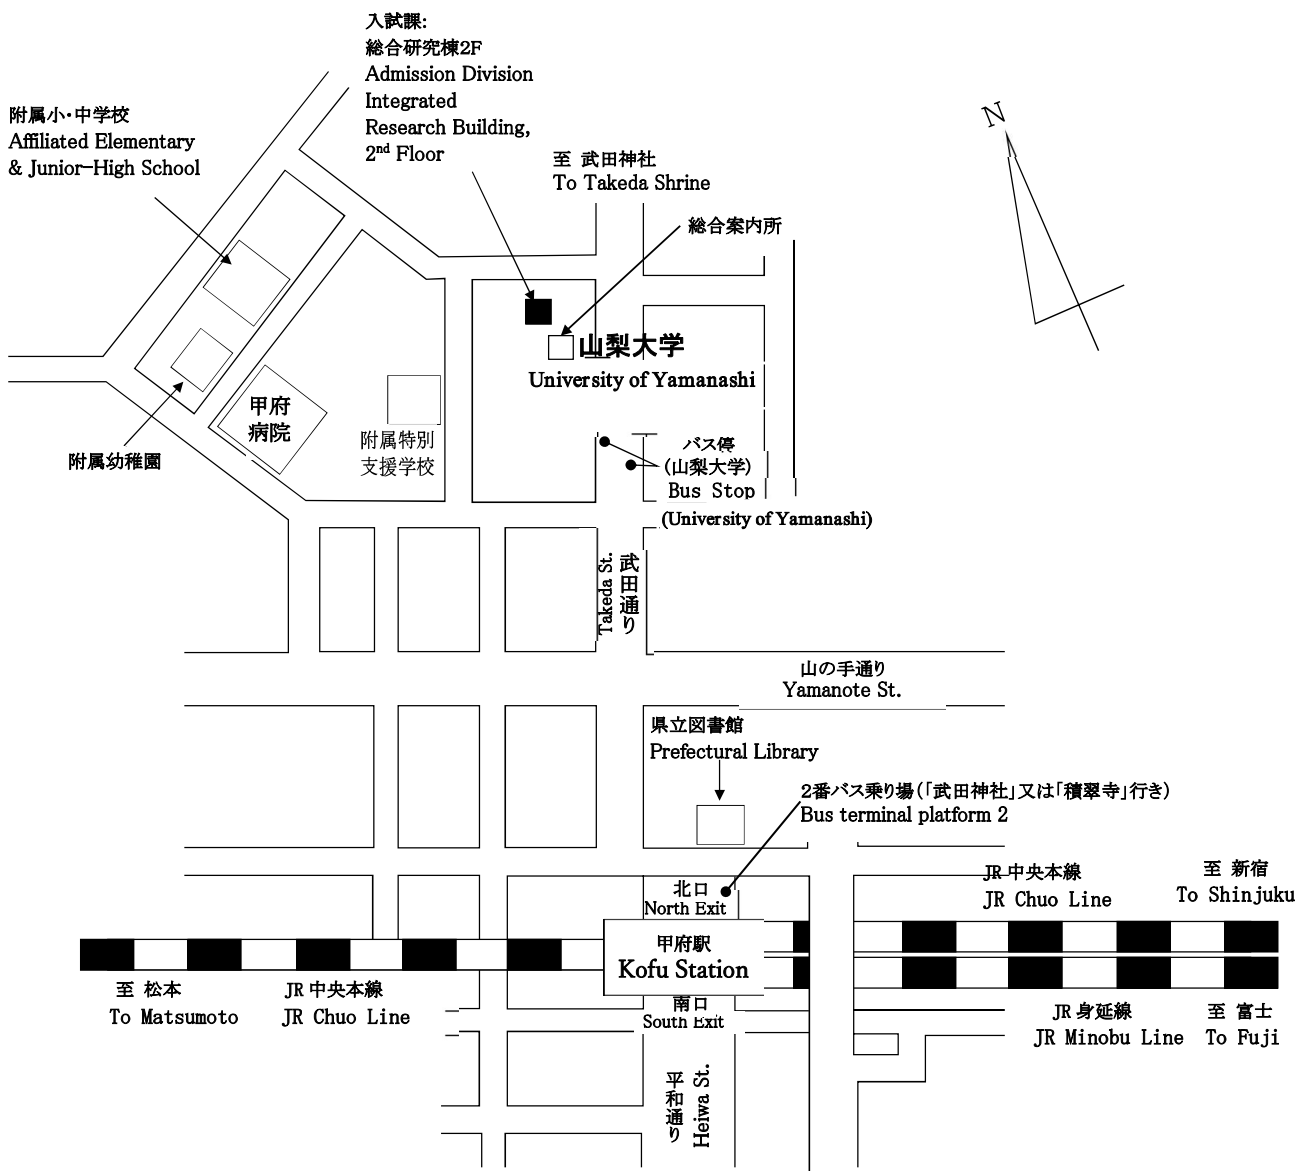 入試課:
総合研究棟2F
Admission Division
Integrated
Research Building,
2nd Floor
附属小・中学校
Affiliated Elementary
& Junior-High School
至 武田神社
To Takeda Shrine
N
総合案内所
山梨大学
University of Yamanashi
甲府
病院
附属特別
支援学校
附属幼稚園
バス停
(山梨大学)
Bus Stop
(University of Yamanashi)
武田通り
Takeda St.
山の手通り
Yamanote St.
県立図書館
Prefectural Library
2番バス乗り場(「武田神社」又は「積翠寺」行き)
Bus terminal platform 2
北口
North Exit
甲府駅
Kofu Station
南口
South Exit
JR 中央本線
JR Chuo Line
至 新宿
To Shinjuku
至 松本
To Matsumoto
JR 中央本線
JR Chuo Line
JR 身延線
JR Minobu Line
至 富士
To Fuji
平和通り
Heiwa St.